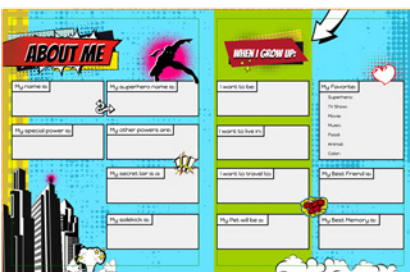 ABOUT ME
My name is:
My superhero name is:
My special power is:
My other powers are:
My secret lair is a:
My sidekick is:
WHEN I GROW UP:
I want to be:
I want to live in:
I want to travel to:
My Pet will be a:
My Favorite:
Superhero:
TV Show:
Movie:
Music:
Food:
Animal:
Color:
My Best Friend is:
My Best Memory is: